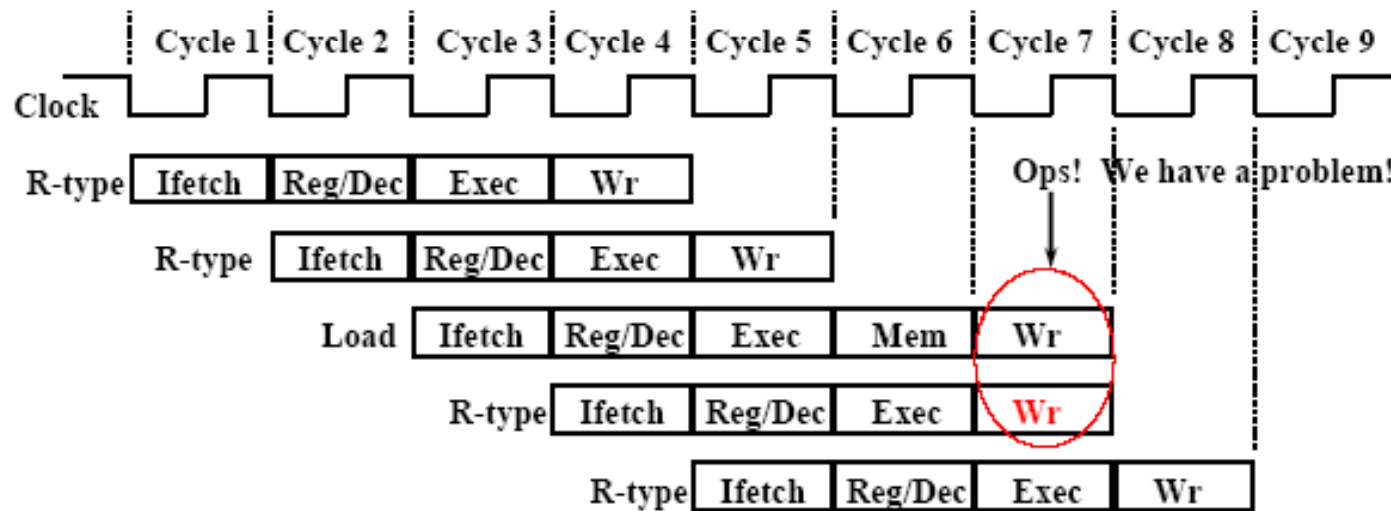 Cycle 1 Cycle 2 Cycle 3 Cycle 4 Cycle 5 Cycle 6 Cycle 7 Cycle 8 Cycle 9
Clock
R-type Ifetch Reg/Dec Exec Wr Ops! We have a problem!
R-type Ifetch Reg/Dec Exec Wr
Load Ifetch Reg/Dec Exec Mem Wr
R-type Ifetch Reg/Dec Exec Wr
R-type Ifetch Reg/Dec Exec Wr